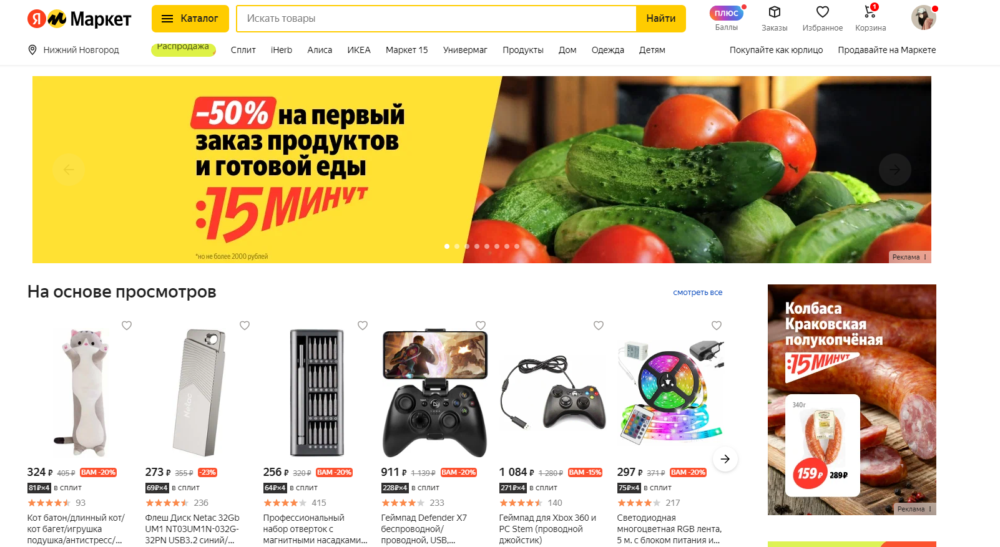 Я Маркет
Каталог
Искать товары
Найти
плюс
Баллы
Заказы
Избранное
1
Корзина
Нижний Новгород
Распродажа
Сплит
iHerb
Алиса
ИКЕА
Маркет 15
Универмаг
Продукты
Дом
Одежда
Детям
Покупайте как юрлицо
Продавайте на Маркете
–50% на первый
заказ продуктов
и готовой еды
:15 минут
*но не более 2000 рублей
Реклама
На основе просмотров
смотреть все
324 ₽ 405 ₽ ВАМ -20%
81₽×4 в сплит
93
Кот батон/длинный кот/
кот багет/игрушка
подушка/антистресс/...
Netac
273 ₽ 355 ₽ -23%
69₽×4 в сплит
236
Флеш Диск Netac 32Gb
UM1 NT03UM1N-032G-
32PN USB3.2 синий/...
256 ₽ 320 ₽ ВАМ -20%
64₽×4 в сплит
415
Профессиональный
набор отверток с
магнитными насадками...
911 ₽ 1 139 ₽ ВАМ -20%
228₽×4 в сплит
233
Геймпад Defender X7
беспроводной/
проводной, USB,...
1 084 ₽ 1 280 ₽ ВАМ -15%
271₽×4 в сплит
140
Геймпад для Xbox 360 и
PC Stem (проводной
джойстик)
297 ₽ 371 ₽ ВАМ -20%
75₽×4 в сплит
217
Светодиодная
многоцветная RGB лента,
5 м. с блоком питания и...
Колбаса
Краковская
полукопчёная
:15 минут
340 г
159 ₽ 289 ₽
Реклама